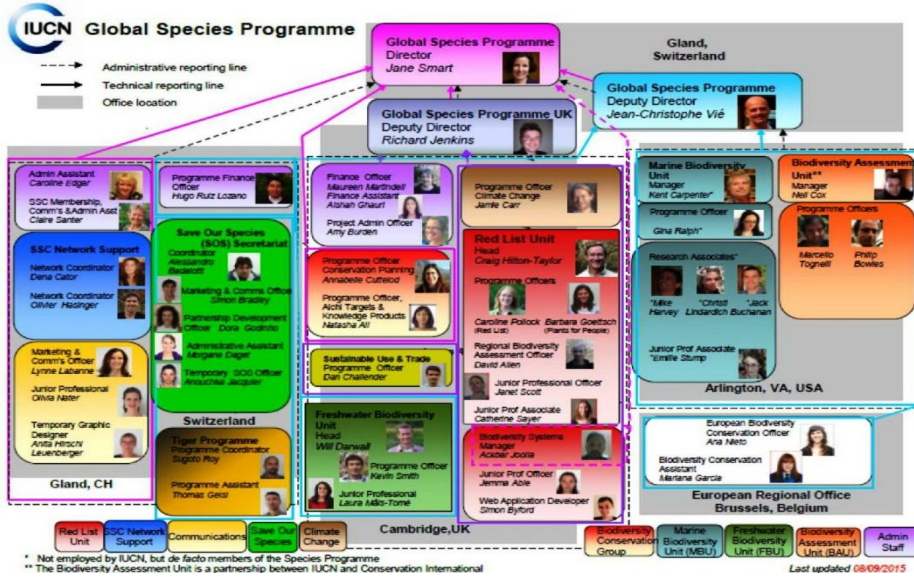 IUCN Global Species Programme
Administrative reporting line
Technical reporting line
Office location
Global Species Programme
Director
Jane Smart
Gland,
Switzerland
Global Species Programme UK
Deputy Director
Richard Jenkins
Global Species Programme
Deputy Director
Jean-Christophe Vié
Admin Assistant
Caroline Edgar
SSC Membership,
Comm's & Admin Asst
Claire Santer
SSC Network Support
Network Coordinator
Dena Cator
Network Coordinator
Olivier Hasinger
Marketing &
Comm's Officer
Lynne Labanne
Junior Professional
Olivia Nater
Temporary Graphic
Designer
Anita Hirschi
Leuenberger
Gland, CH
Programme Finance
Officer
Hugo Ruiz Lozano
Save Our Species
(SOS) Secretariat
Coordinator
Alessandro
Badalotti
Marketing & Comms Office
Simon Bradley
Partnership Development
Officer Dora Godinho
Administrative Assistant
Morgane Dager
Temporary SOS Officer
Anouchka Jacquier
Switzerland
Tiger Programme
Programme Coordinator
Sugoto Roy
Programme Assistant
Thomas Geisl
Finance Officer
Maureen Martindell
Finance Assistant
Aishah Ghauri
Project Admin Officer
Amy Burden
Programme Officer
Conservation Planning
Annabelle Cuttelod
Programme Officer,
Aichi Targets &
Knowledge Products
Natasha Ali
Sustainable Use & Trade
Programme Officer
Dan Challender
Freshwater Biodiversity
Unit
Head
Will Darwall
Programme Officer
Kevin Smith
Junior Professional
Laura Máiz-Tomé
Programme Officer
Climate Change
Jamie Carr
Red List Unit
Head
Craig Hilton-Taylor
Programme Officers
Caroline Pollock
(Red List)
Barbara Goettsch
(Plants for People)
Regional Biodiversity
Assessment Officer
David Allen
Junior Professional Officer
Janet Scott
Junior Prof Associate
Catherine Sayer
Biodiversity Systems
Manager
Ackbar Joolia
Junior Prof Officer
Jemma Able
Web Application Developer
Simon Byford
Cambridge,UK
Marine Biodiversity
Unit
Manager
Kent Carpenter*
Programme Officer
Gina Ralph*
Research Associates*
*Mike
Harvey
*Christi
Lindardich
*Jack
Buchanan
Junior Prof Associate
*Emilie Stump
Biodiversity Assessment
Unit**
Manager
Neil Cox
Programme Officers
Marcelo
Tognelli
Philip
Bowles
Arlington, VA, USA
European Biodiversity
Conservation Officer
Ana Nieto
Biodiversity Conservation
Assistant
Mariana Garcia
European Regional Office
Brussels, Belgium
Red List
Unit
SSC Network
Support
Communications
Save Our
Species
Climate
Change
Biodiversity
Conservation
Group
Marine
Biodiversity
Unit (MBU)
Freshwater
Biodiversity
Unit (FBU)
Biodiversity
Assessment
Unit (BAU)
Admin
Staff
* Not employed by IUCN, but de facto members of the Species Programme
** The Biodiversity Assessment Unit is a partnership between IUCN and Conservation International
Last updated 08/09/2015